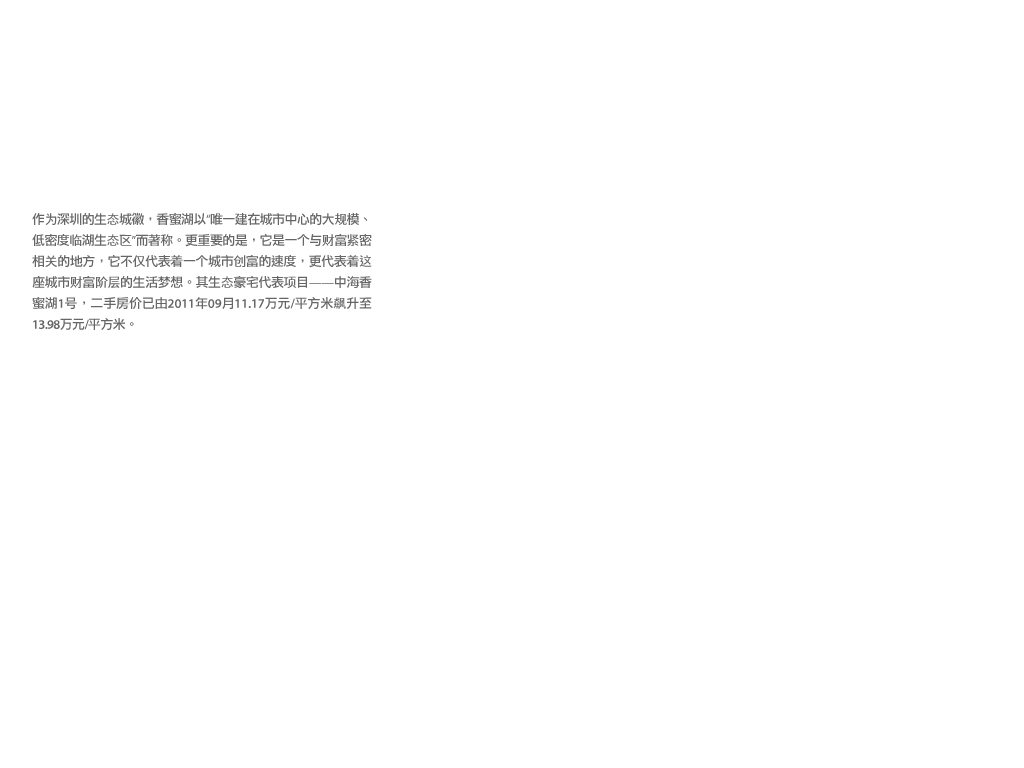 作为深圳的生态城徽，香蜜湖以“唯一建在城市中心的大规模、
低密度临湖生态区”而著称。更重要的是，它是一个与财富紧密
相关的地方，它不仅代表着一个城市创富的速度，更代表着这
座城市财富阶层的生活梦想。其生态豪宅代表项目——中海香
蜜湖1号，二手房价已由2011年09月11.17万元/平方米飙升至
13.98万元/平方米。